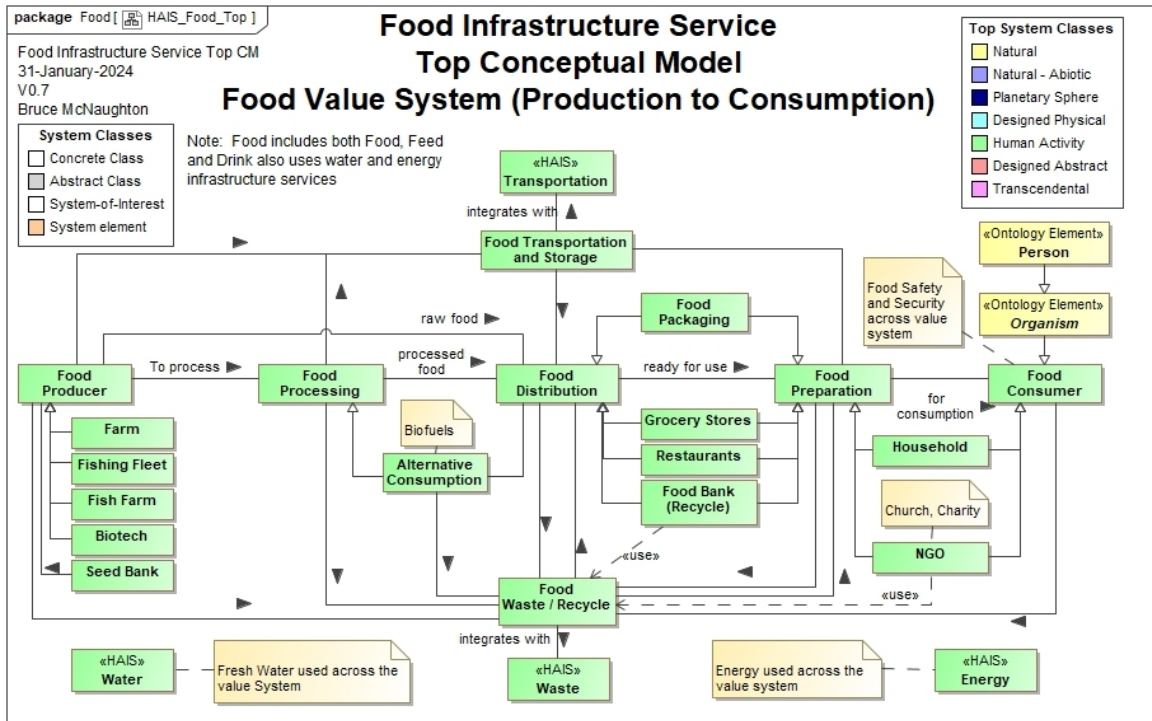 package Food [ HAIS_Food_Top ]
Food Infrastructure Service
Top Conceptual Model
Food Value System (Production to Consumption)
Food Infrastructure Service Top CM
31-January-2024
V0.7
Bruce McNaughton
System Classes
Concrete Class
Abstract Class
System-of-Interest
System element
Note: Food includes both Food, Feed
and Drink also uses water and energy
infrastructure services
Top System Classes
Natural
Natural - Abiotic
Planetary Sphere
Designed Physical
Human Activity
Designed Abstract
Transcendental
«HAIS»
Transportation
integrates with
Food Transportation
and Storage
«Ontology Element»
Person
«Ontology Element»
Organism
Food Safety
and Security
across value
system
Food
Packaging
raw food
Food
Producer
To process
Food
Processing
processed
food
Food
Distribution
ready for use
Food
Preparation
for
consumption
Food
Consumer
Farm
Fishing Fleet
Fish Farm
Biotech
Seed Bank
Biofuels
Alternative
Consumption
Grocery Stores
Restaurants
Food Bank
(Recycle)
Household
Church, Charity
NGO
«use»
«use»
Food
Waste / Recycle
integrates with
«HAIS»
Waste
«HAIS»
Water
Fresh Water used across the
value System
Energy used across the
value system
«HAIS»
Energy